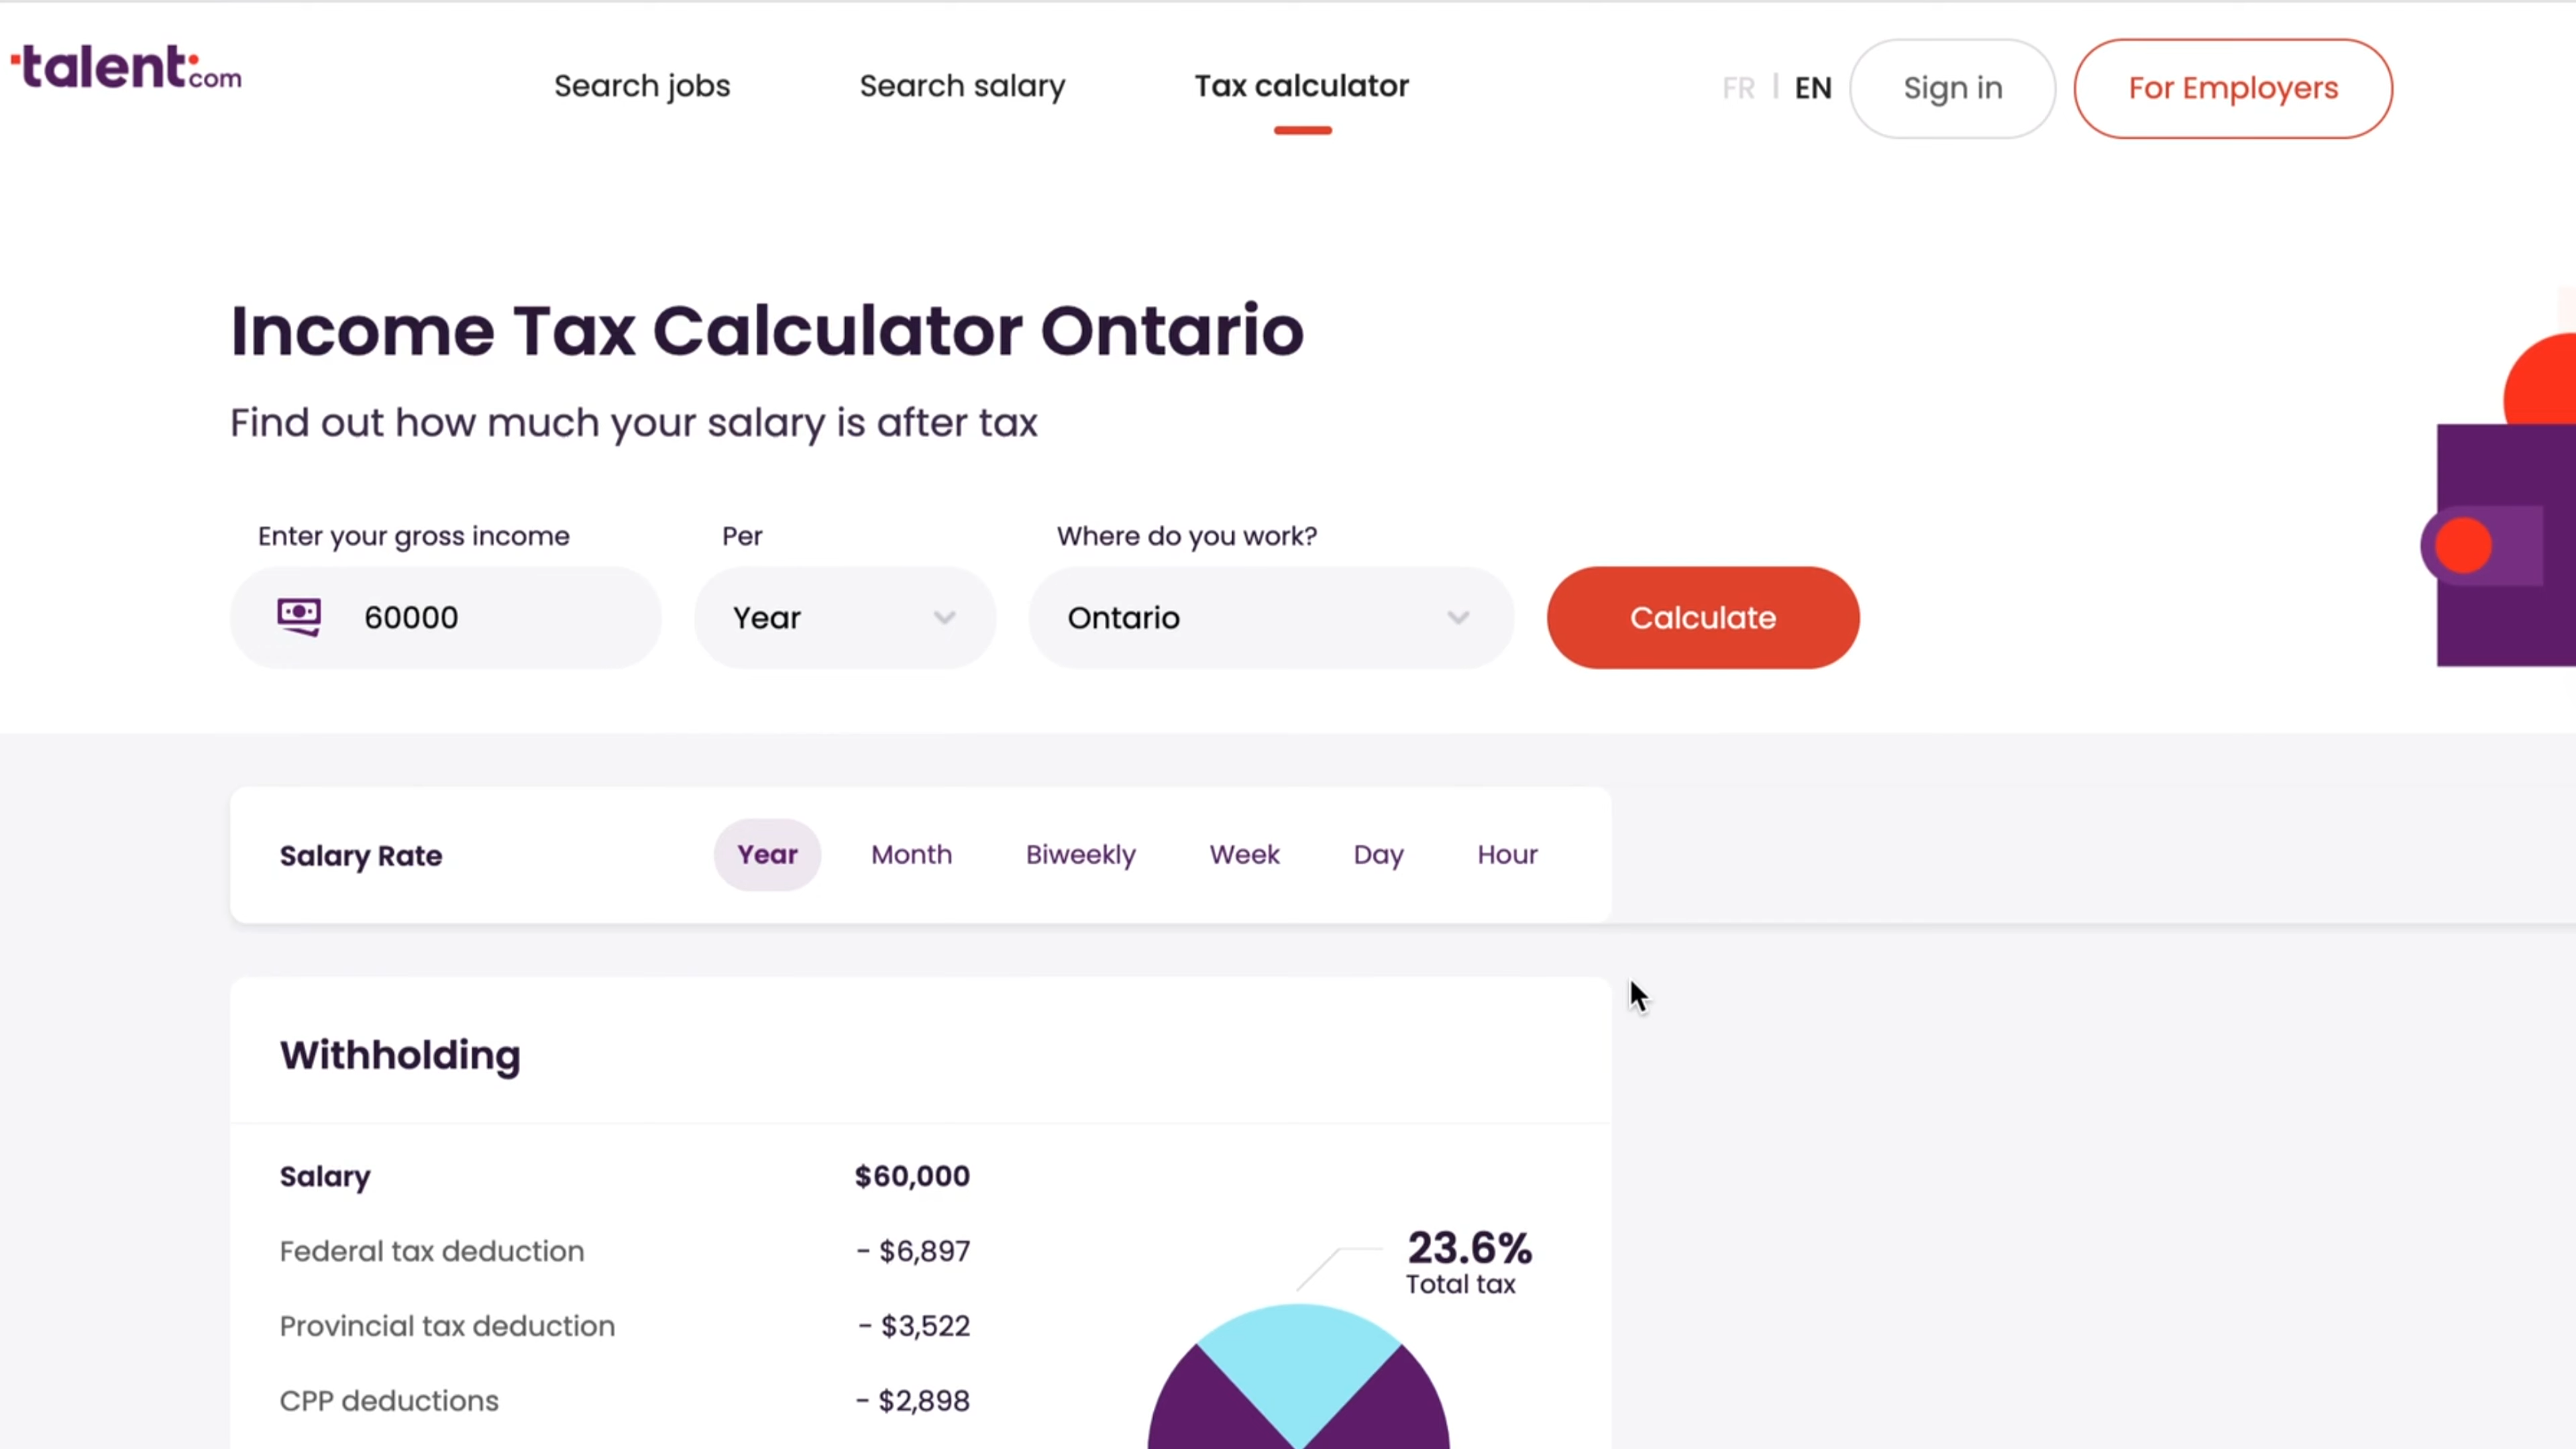 talent.com
Search jobs Search salary Tax calculator FR | EN Sign in For Employers
Income Tax Calculator Ontario
Find out how much your salary is after tax
Enter your gross income Per Where do you work?
60000 Year Ontario Calculate
Salary Rate Year Month Biweekly Week Day Hour
Withholding
Salary $60,000
Federal tax deduction - $6,897
23.6%
Total tax
Provincial tax deduction - $3,522
CPP deductions - $2,898